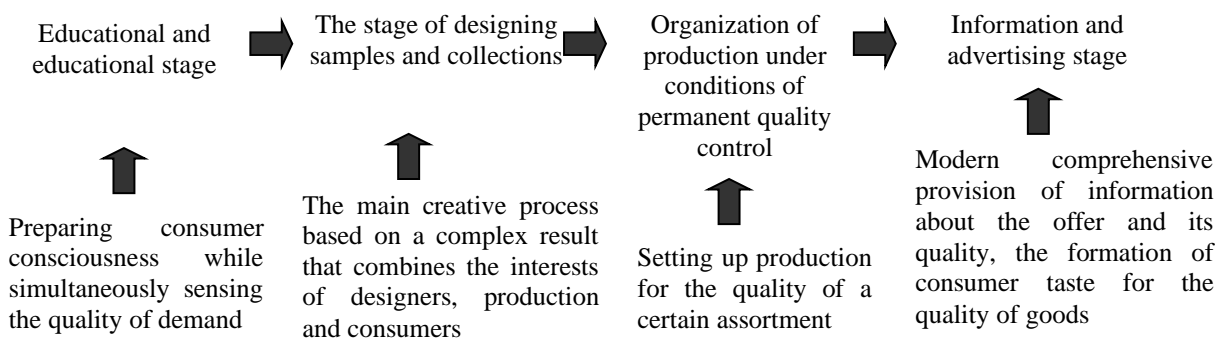 Educational and
educational stage
The stage of designing
samples and collections
Organization of
production under
conditions of
permanent quality
control
Information and
advertising stage
Preparing consumer
consciousness while
simultaneously sensing
the quality of demand
The main creative process
based on a complex result
that combines the interests
of designers, production
and consumers
Setting up production
for the quality of a
certain assortment
Modern comprehensive
provision of information
about the offer and its
quality, the formation of
consumer taste for the
quality of goods